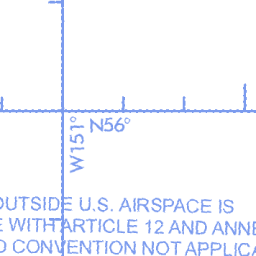 N56°
W151°
OUTSIDE U.S. AIRSPACE IS
WITH ARTICLE 12 AND ANNE
CONVENTION NOT APPLICA